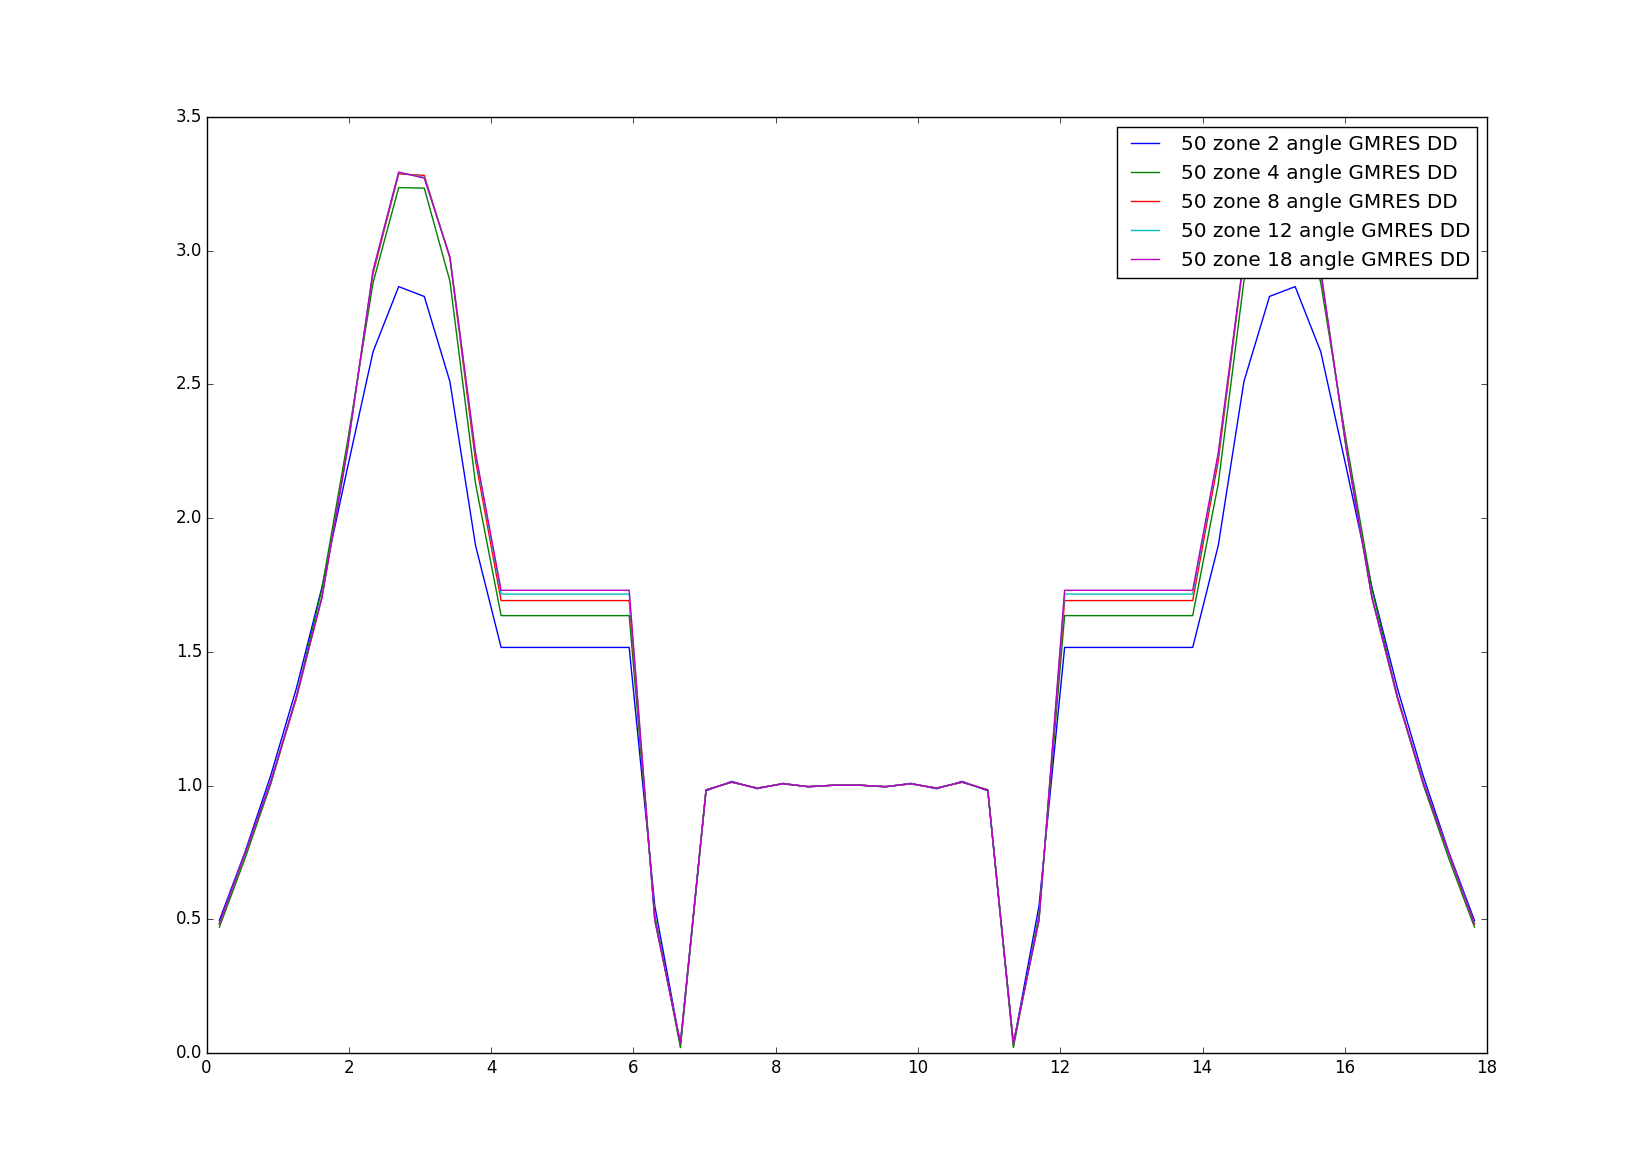 3.5
3.0
2.5
2.0
1.5
1.0
0.5
0.0
0 2 4 6 8 10 12 14 16 18
50 zone 2 angle GMRES DD
50 zone 4 angle GMRES DD
50 zone 8 angle GMRES DD
50 zone 12 angle GMRES DD
50 zone 18 angle GMRES DD